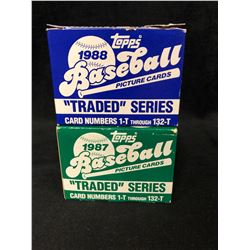 Topps
1988
Baseball
PICTURE CARDS
"TRADED" SERIES
CARD NUMBERS 1-T THROUGH 132-T
Topps
1987
Baseball
PICTURE CARDS
"TRADED" SERIES
CARD NUMBERS 1-T THROUGH 132-T